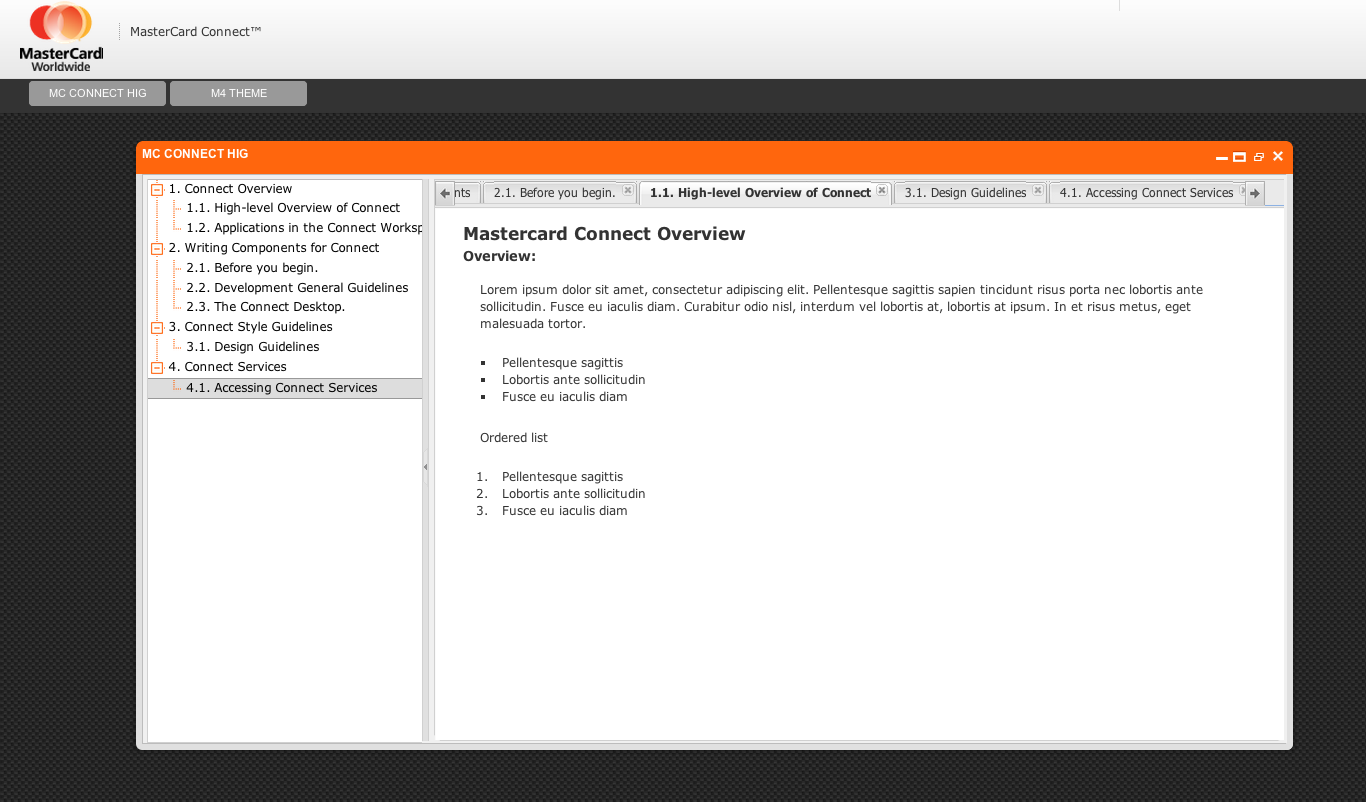 MasterCard
Worldwide
MasterCard Connect™
MC CONNECT HIG
M4 THEME
MC CONNECT HIG
1. Connect Overview
1.1. High-level Overview of Connect
1.2. Applications in the Connect Worksp
2. Writing Components for Connect
2.1. Before you begin.
2.2. Development General Guidelines
2.3. The Connect Desktop.
3. Connect Style Guidelines
3.1. Design Guidelines
4. Connect Services
4.1. Accessing Connect Services
nts
2.1. Before you begin.
1.1. High-level Overview of Connect
3.1. Design Guidelines
4.1. Accessing Connect Services
Mastercard Connect Overview
Overview:
Lorem ipsum dolor sit amet, consectetur adipiscing elit. Pellentesque sagittis sapien tincidunt risus porta nec lobortis ante
sollicitudin. Fusce eu iaculis diam. Curabitur odio nisl, interdum vel lobortis at, lobortis at ipsum. In et risus metus, eget
malesuada tortor.
▪ Pellentesque sagittis
▪ Lobortis ante sollicitudin
▪ Fusce eu iaculis diam
Ordered list
1. Pellentesque sagittis
2. Lobortis ante sollicitudin
3. Fusce eu iaculis diam